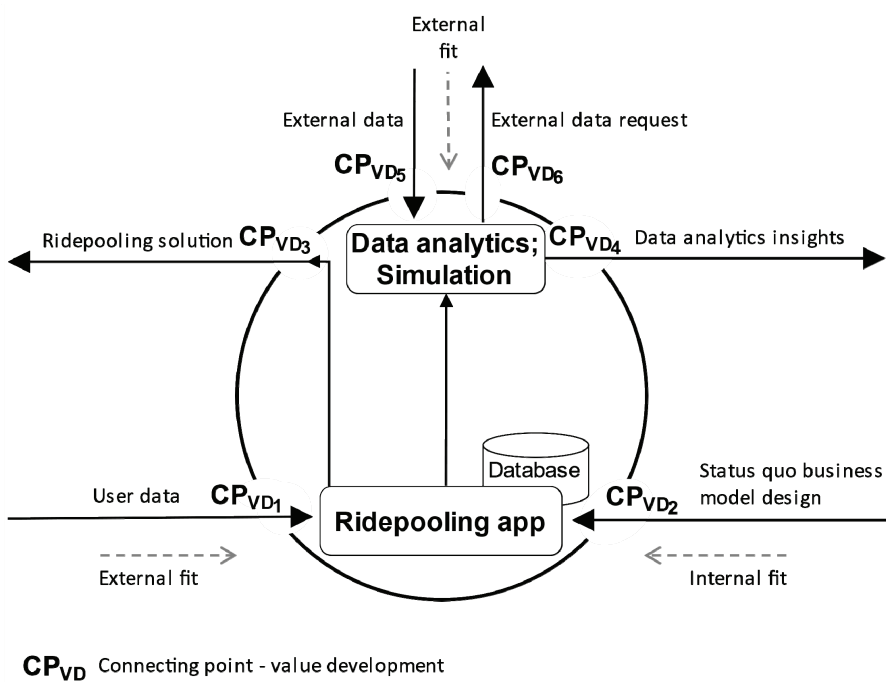 External
fit
External data
External data request
CPVD5
CPVD6
Ridepooling solution
CPVD3
Data analytics;
Simulation
CPVD4
Data analytics insights
Database
Status quo business
model design
User data
CPVD1
Ridepooling app
CPVD2
External fit
Internal fit
CPVD Connecting point - value development